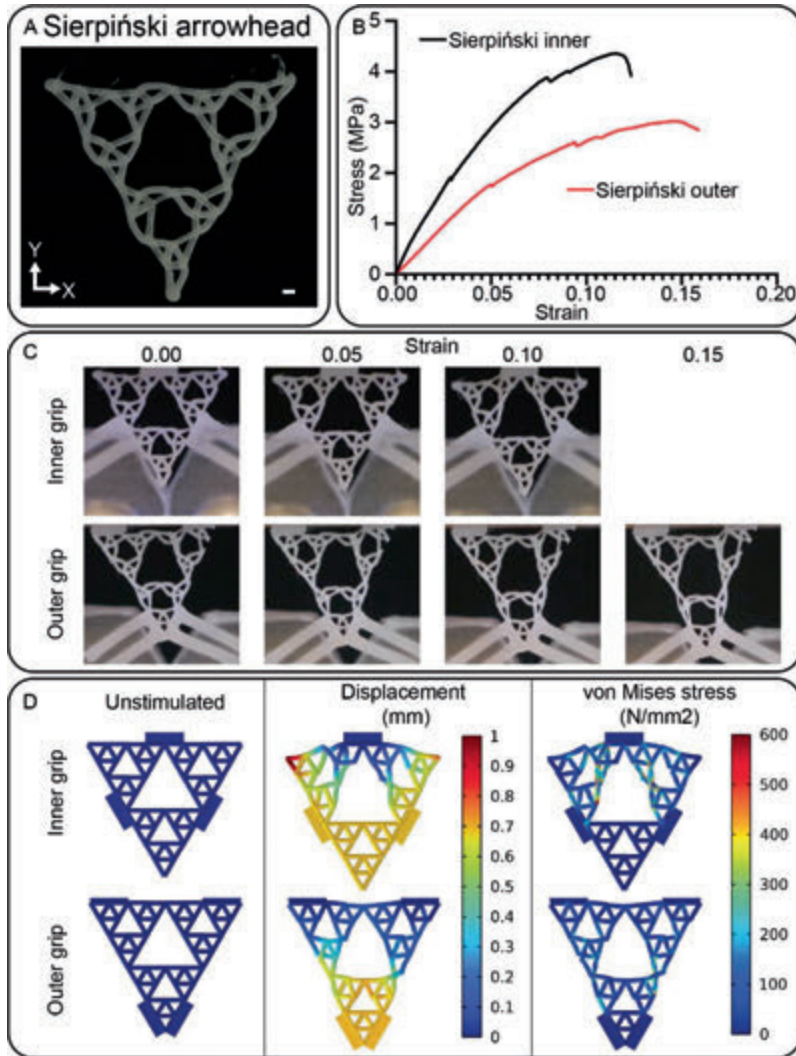 A Sierpiński arrowhead
Y
X
B
Sierpiński inner
Sierpiński outer
Stress (MPa)
5
4
3
2
1
0
0.00 0.05 0.10 0.15 0.20
Strain
C
Strain
0.00 0.05 0.10 0.15
Inner grip
Outer grip
D
Unstimulated
Displacement
(mm)
von Mises stress
(N/mm2)
Inner grip
Outer grip
1
0.9
0.8
0.7
0.6
0.5
0.4
0.3
0.2
0.1
0
600
500
400
300
200
100
0